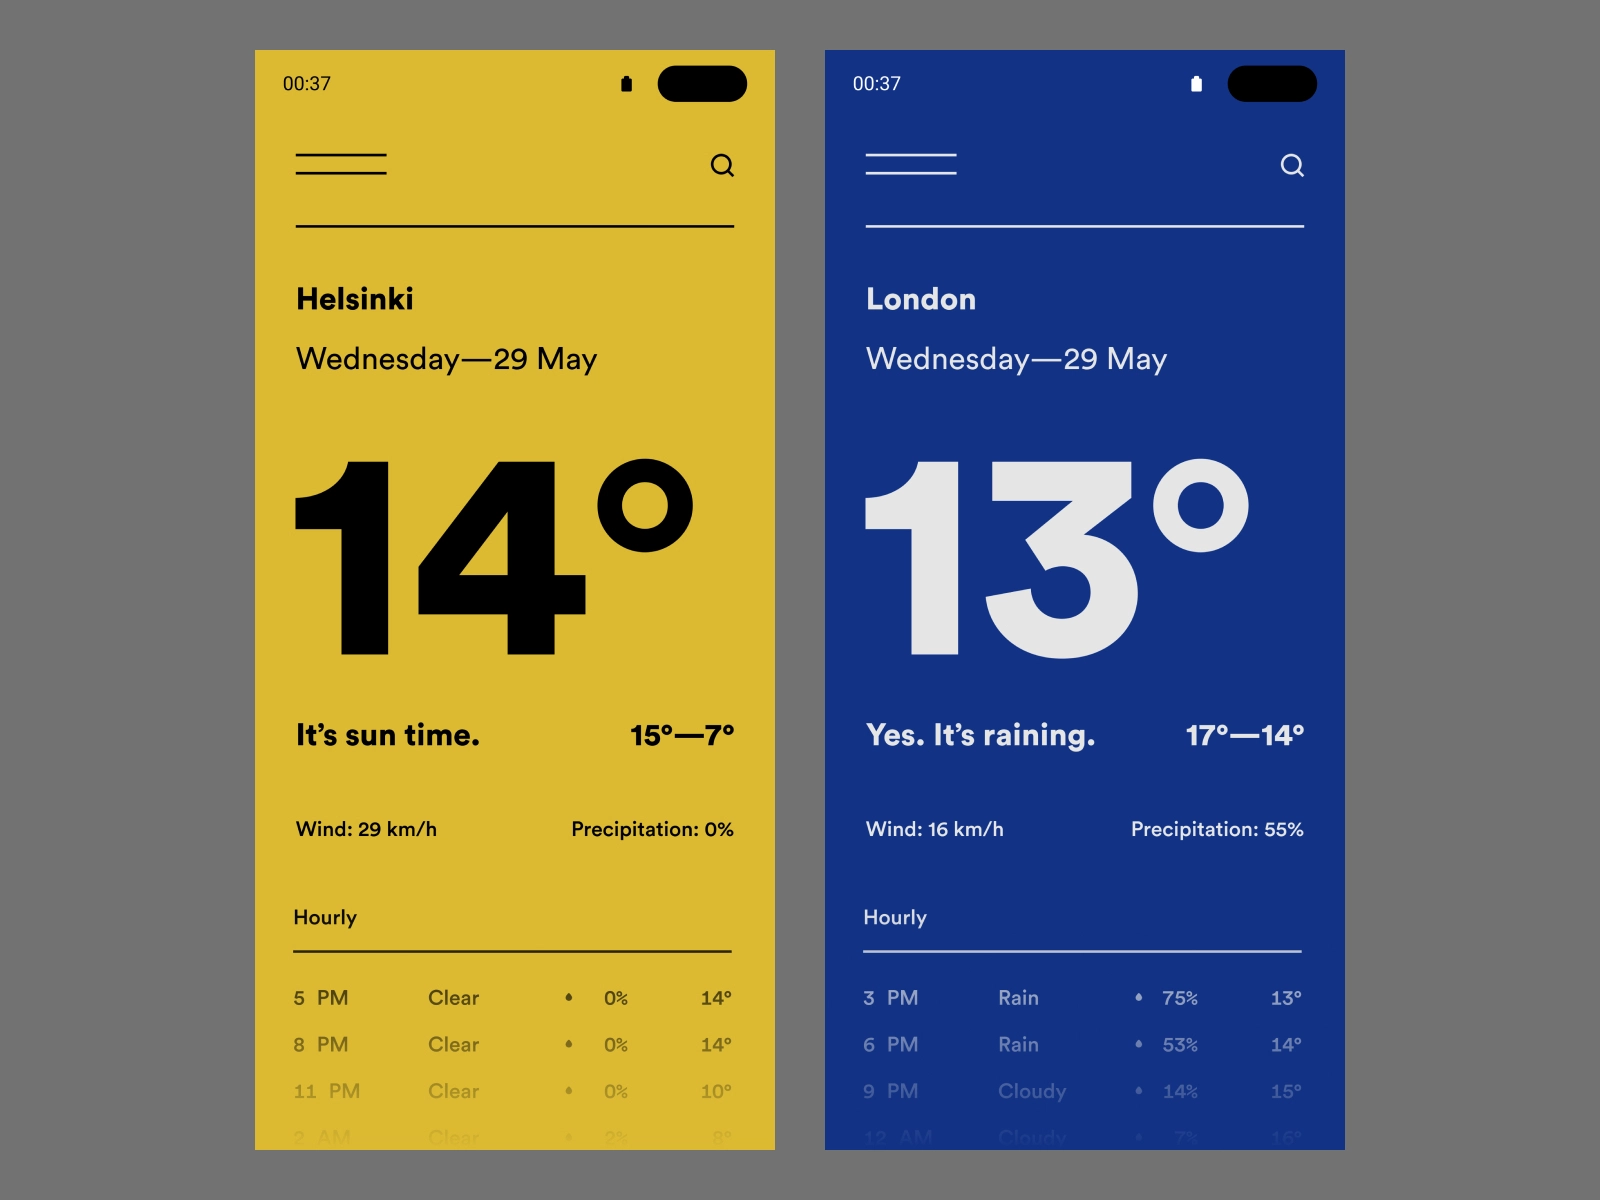 00:37
Helsinki
Wednesday—29 May
14°
It's sun time. 15°—7°
Wind: 29 km/h Precipitation: 0%
Hourly
5 PM Clear 0% 14°
8 PM Clear 0% 14°
11 PM Clear 0% 10°
2 AM Clear 2% 8°
00:37
London
Wednesday—29 May
13°
Yes. It's raining. 17°—14°
Wind: 16 km/h Precipitation: 55%
Hourly
3 PM Rain 75% 13°
6 PM Rain 53% 14°
9 PM Cloudy 14% 15°
12 AM Cloudy 7% 16°